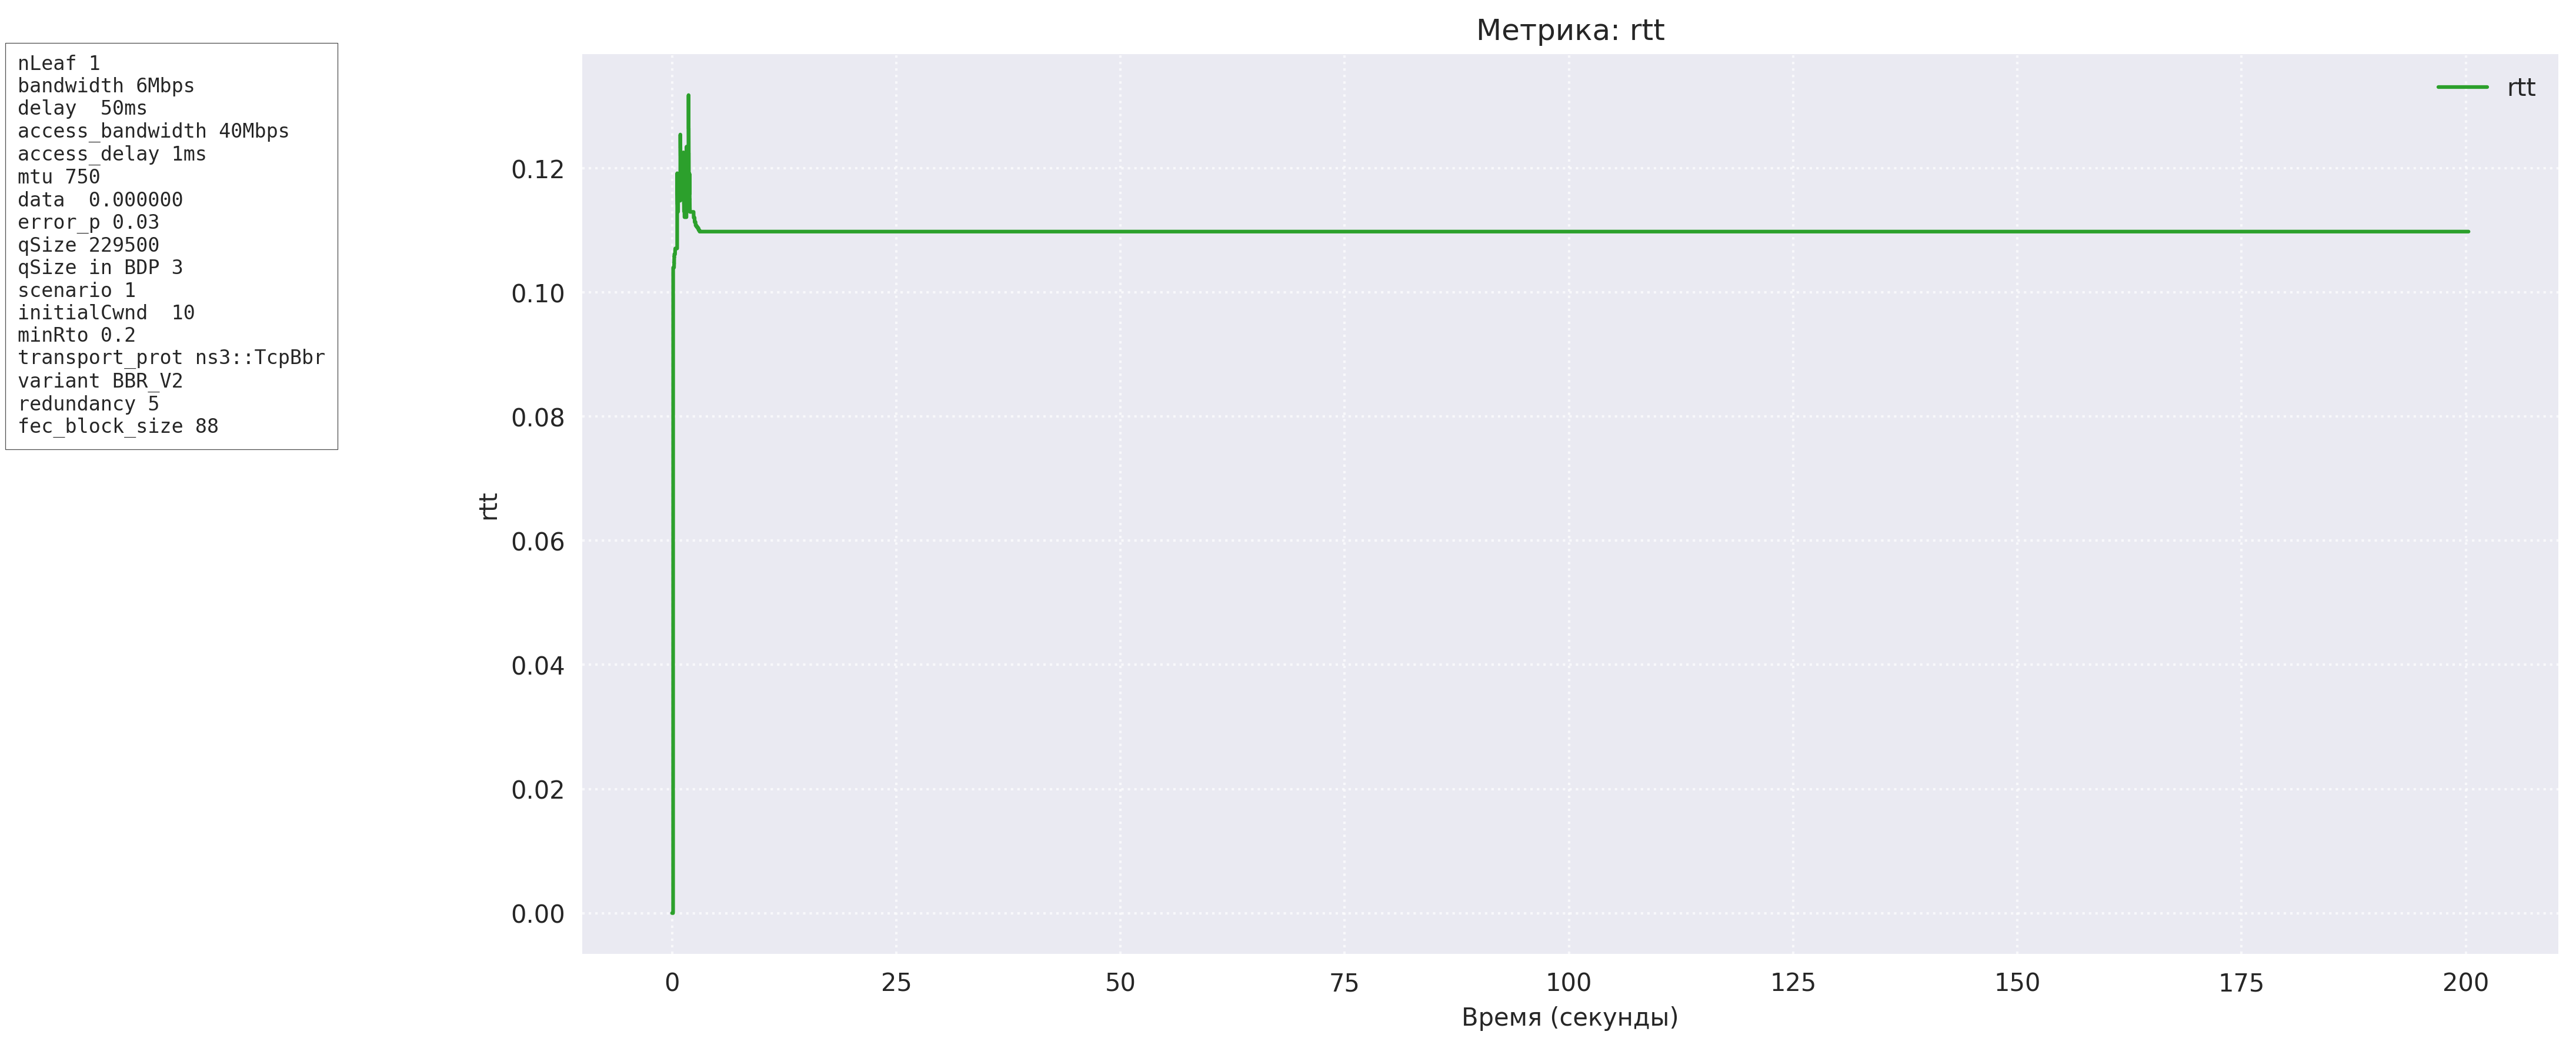 Метрика: rtt
nLeaf 1
bandwidth 6Mbps
delay  50ms
access_bandwidth 40Mbps
access_delay 1ms
mtu 750
data  0.000000
error_p 0.03
qSize 229500
qSize in BDP 3
scenario 1
initialCwnd  10
minRto 0.2
transport_prot ns3::TcpBbr
variant BBR_V2
redundancy 5
fec_block_size 88
rtt
rtt
0.12
0.10
0.08
0.06
0.04
0.02
0.00
0 25 50 75 100 125 150 175 200
Время (секунды)